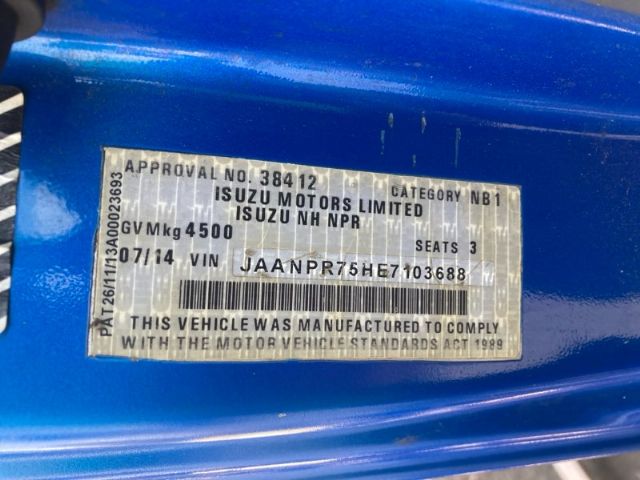 APPROVAL NO. 38412 CATEGORY NB1
ISUZU MOTORS LIMITED
ISUZU NH NPR
GVMkg 4500 SEATS 3
07/14 VIN JAANPR75HE7103688
THIS VEHICLE WAS MANUFACTURED TO COMPLY
WITH THE MOTOR VEHICLE STANDARDS ACT 1989
PAT26/11/13A00023693